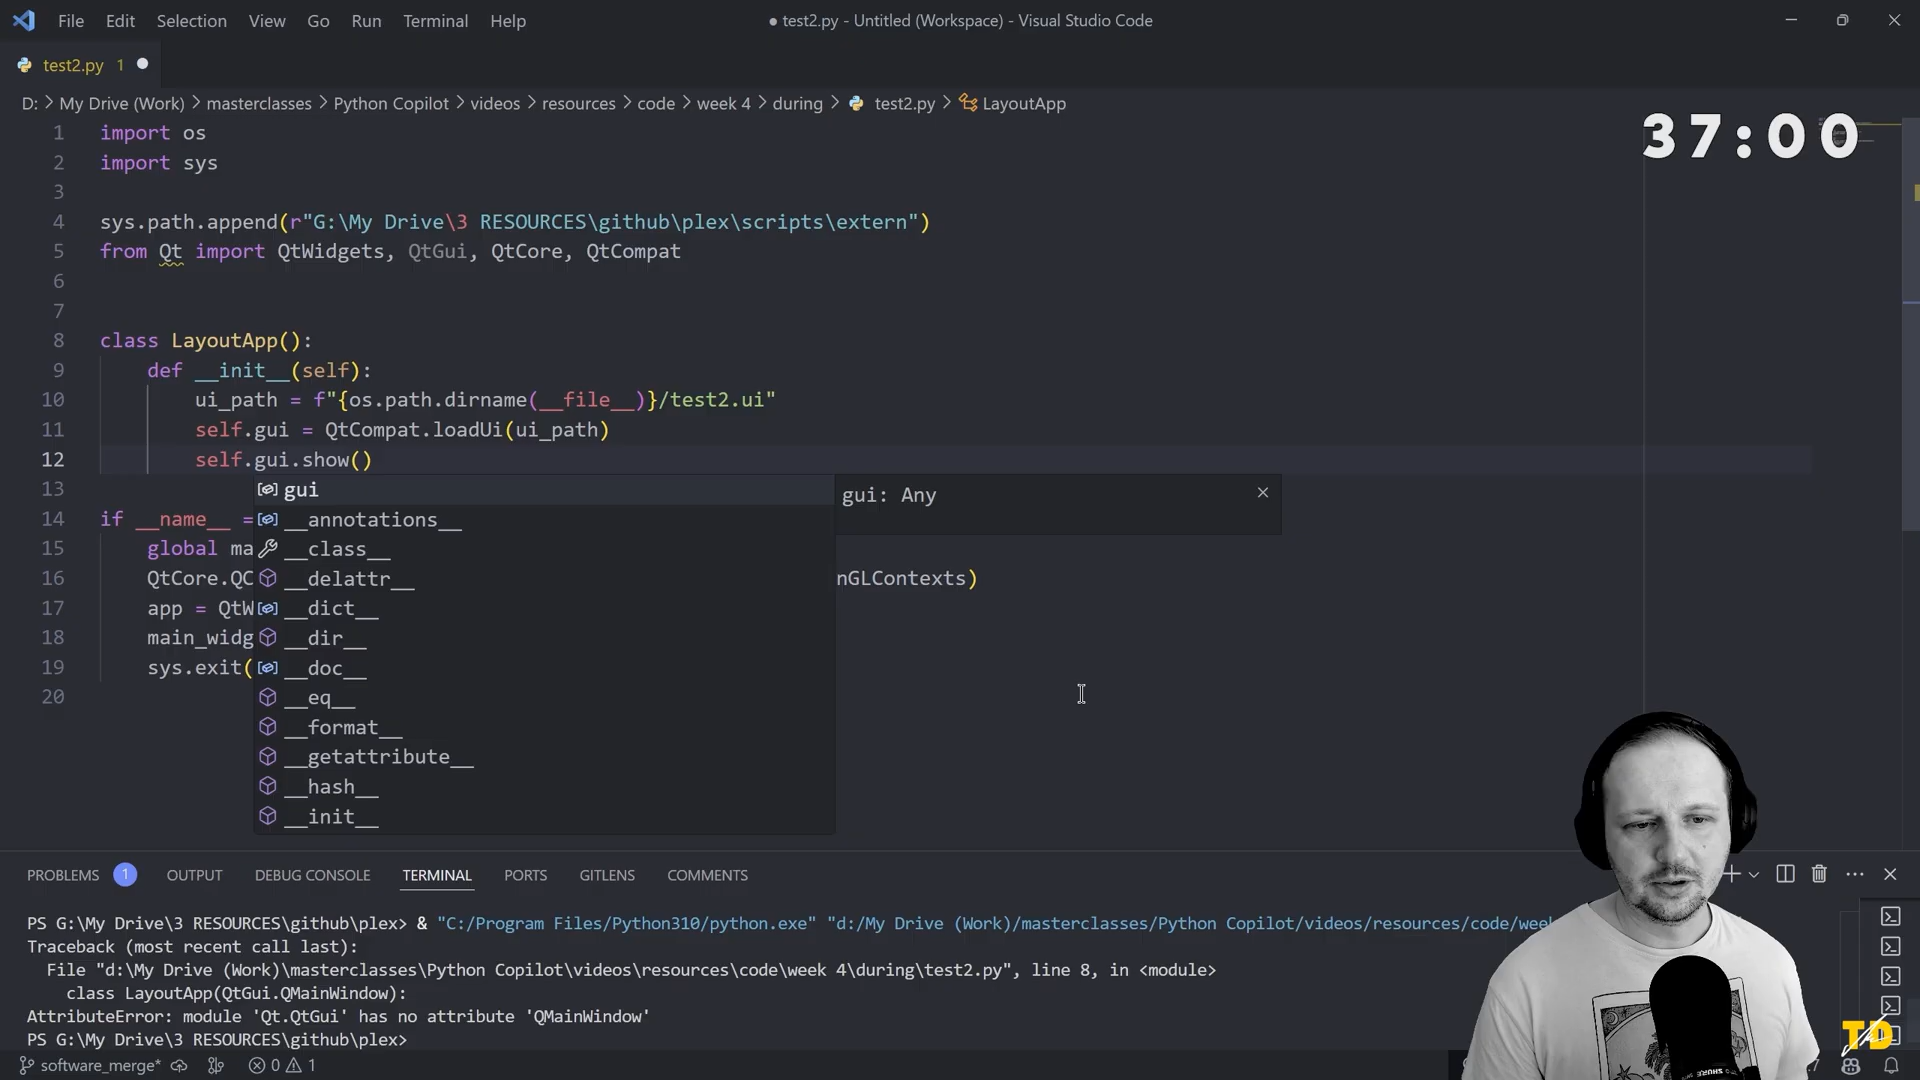 File Edit Selection View Go Run Terminal Help
● test2.py - Untitled (Workspace) - Visual Studio Code
test2.py 1
D: > My Drive (Work) > masterclasses > Python Copilot > videos > resources > code > week 4 > during > test2.py > LayoutApp
37:00
1 import os
2 import sys
3
4 sys.path.append(r"G:\My Drive\3 RESOURCES\github\plex\scripts\extern")
5 from Qt import QtWidgets, QtGui, QtCore, QtCompat
6
7
8 class LayoutApp():
9 def __init__(self):
10 ui_path = f"{os.path.dirname(__file__)}/test2.ui"
11 self.gui = QtCompat.loadUi(ui_path)
12 self.gui.show()
13 gui
gui: Any
14 if __name__ = __annotations__
15 global ma __class__
16 QtCore.QC __delattr__ nGLContexts)
17 app = QtW __dict__
18 main_widg __dir__
19 sys.exit( __doc__
20 __eq__
__format__
__getattribute__
__hash__
__init__
PROBLEMS 1 OUTPUT DEBUG CONSOLE TERMINAL PORTS GITLENS COMMENTS
PS G:\My Drive\3 RESOURCES\github\plex> & "C:/Program Files/Python310/python.exe" "d:/My Drive (Work)/masterclasses/Python Copilot/videos/resources/code/wee
Traceback (most recent call last):
File "d:\My Drive (Work)\masterclasses\Python Copilot\videos\resources\code\week 4\during\test2.py", line 8, in <module>
class LayoutApp(QtGui.QMainWindow):
AttributeError: module 'Qt.QtGui' has no attribute 'QMainWindow'
PS G:\My Drive\3 RESOURCES\github\plex>
TD
software_merge* 0 1